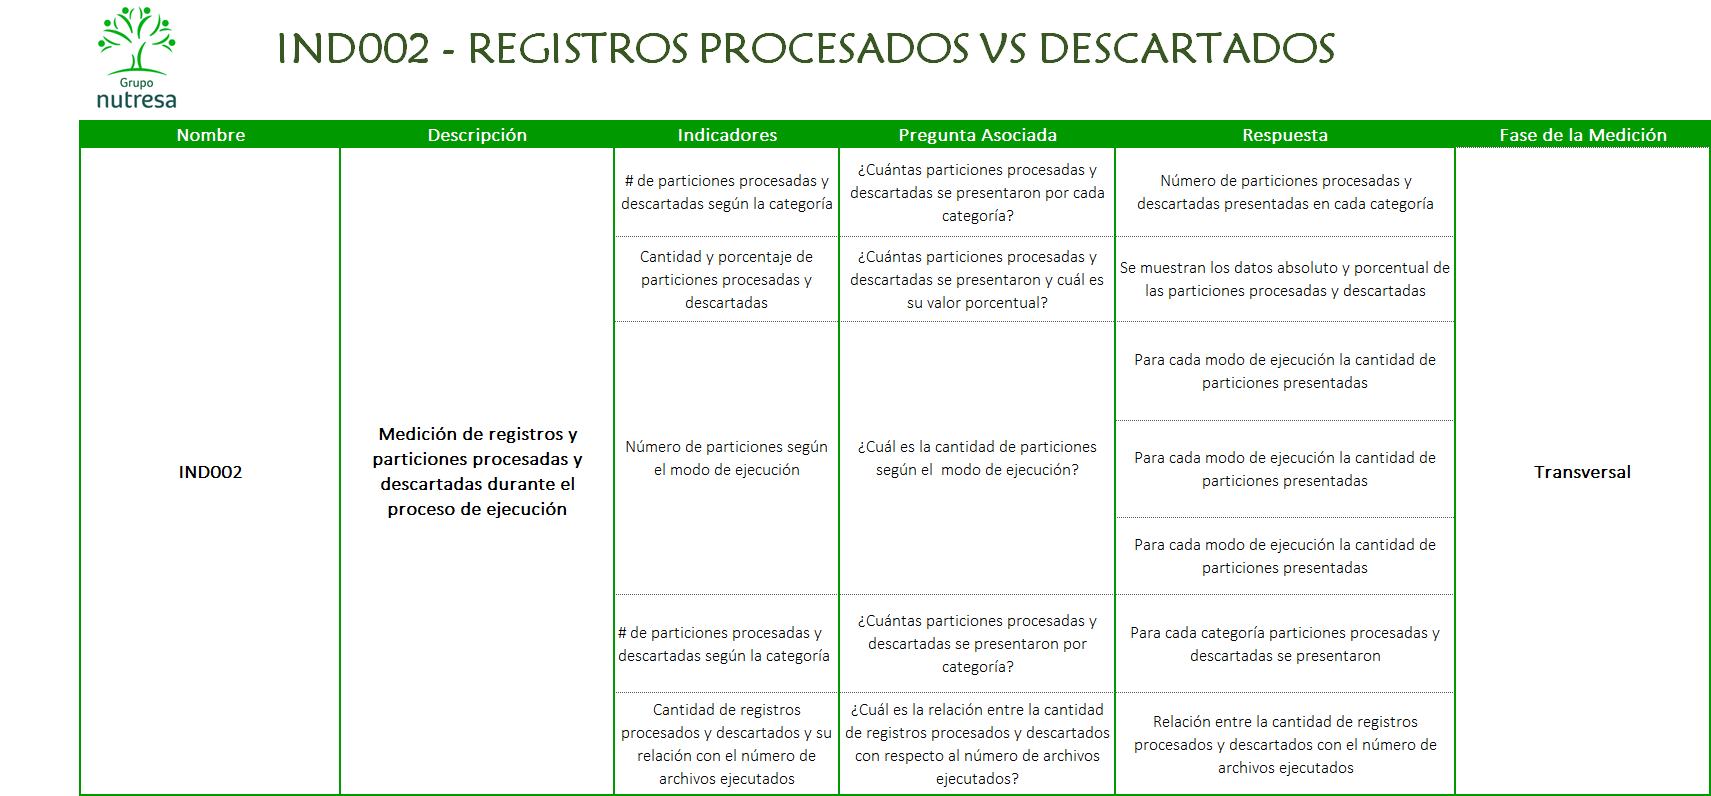 Grupo
nutresa
IND002 - REGISTROS PROCESADOS VS DESCARTADOS
Nombre
Descripción
Indicadores
Pregunta Asociada
Respuesta
Fase de la Medición
IND002
Medición de registros y
particiones procesadas y
descartadas durante el
proceso de ejecución
# de particiones procesadas y
descartadas según la categoría
¿Cuántas particiones procesadas y
descartadas se presentaron por cada
categoría?
Número de particiones procesadas y
descartadas presentadas en cada categoría
Cantidad y porcentaje de
particiones procesadas y
descartadas
¿Cuántas particiones procesadas y
descartadas se presentaron y cuál es
su valor porcentual?
Se muestran los datos absoluto y porcentual de
las particiones procesadas y descartadas
Número de particiones según
el modo de ejecución
¿Cuál es la cantidad de particiones
según el  modo de ejecución?
Para cada modo de ejecución la cantidad de
particiones presentadas
Para cada modo de ejecución la cantidad de
particiones presentadas
Para cada modo de ejecución la cantidad de
particiones presentadas
# de particiones procesadas y
descartadas según la categoría
¿Cuántas particiones procesadas y
descartadas se presentaron por
categoría?
Para cada categoría particiones procesadas y
descartadas se presentaron
Cantidad de registros
procesados y descartados y su
relación con el número de
archivos ejecutados
¿Cuál es la relación entre la cantidad
de registros procesados y descartados
con respecto al número de archivos
ejecutados?
Relación entre la cantidad de registros
procesados y descartados con el número de
archivos ejecutados
Transversal